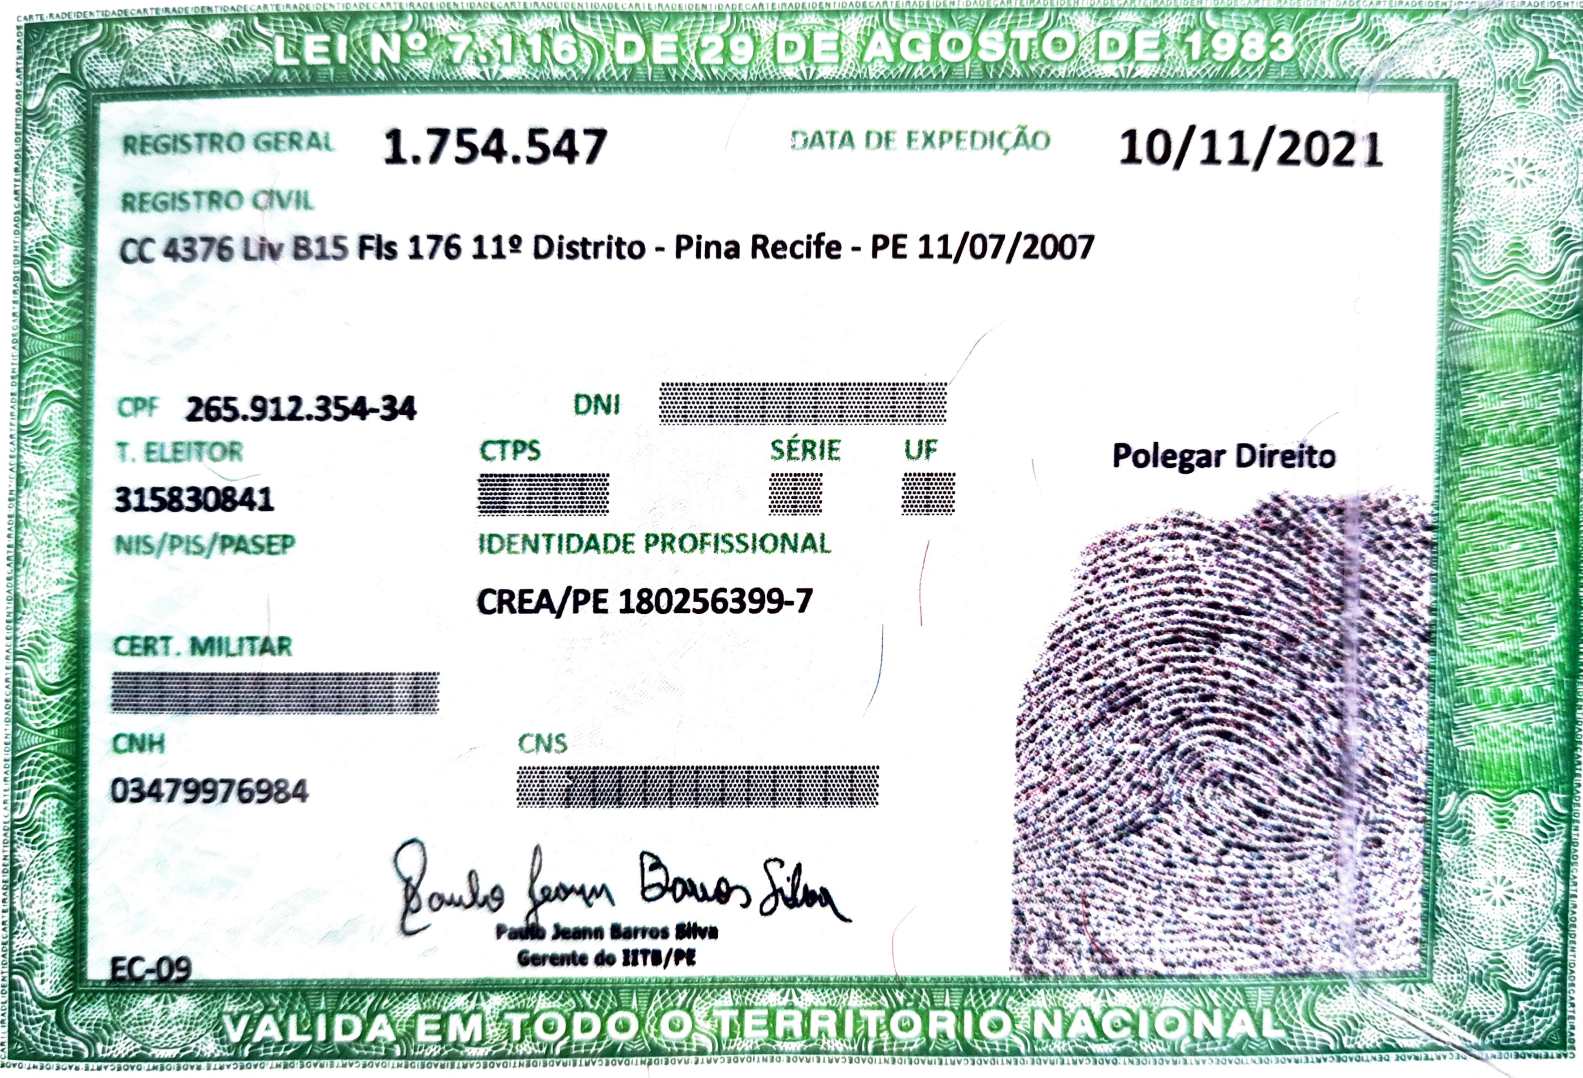 LEI Nº 7.116, DE 29 DE AGOSTO DE 1983
REGISTRO GERAL 1.754.547 DATA DE EXPEDIÇÃO 10/11/2021
REGISTRO CIVIL
CC 4376 Liv B15 Fls 176 11º Distrito - Pina Recife - PE 11/07/2007
CPF 265.912.354-34 DNI
T. ELEITOR CTPS SÉRIE UF
Polegar Direito
315830841
NIS/PIS/PASEP IDENTIDADE PROFISSIONAL
CREA/PE 180256399-7
CERT. MILITAR
CNH CNS
03479976984
Paulo Jeann Barros Silva
Paulo Jeann Barros Silva
Gerente do IITB/PE
EC-09
VÁLIDA EM TODO O TERRITÓRIO NACIONAL